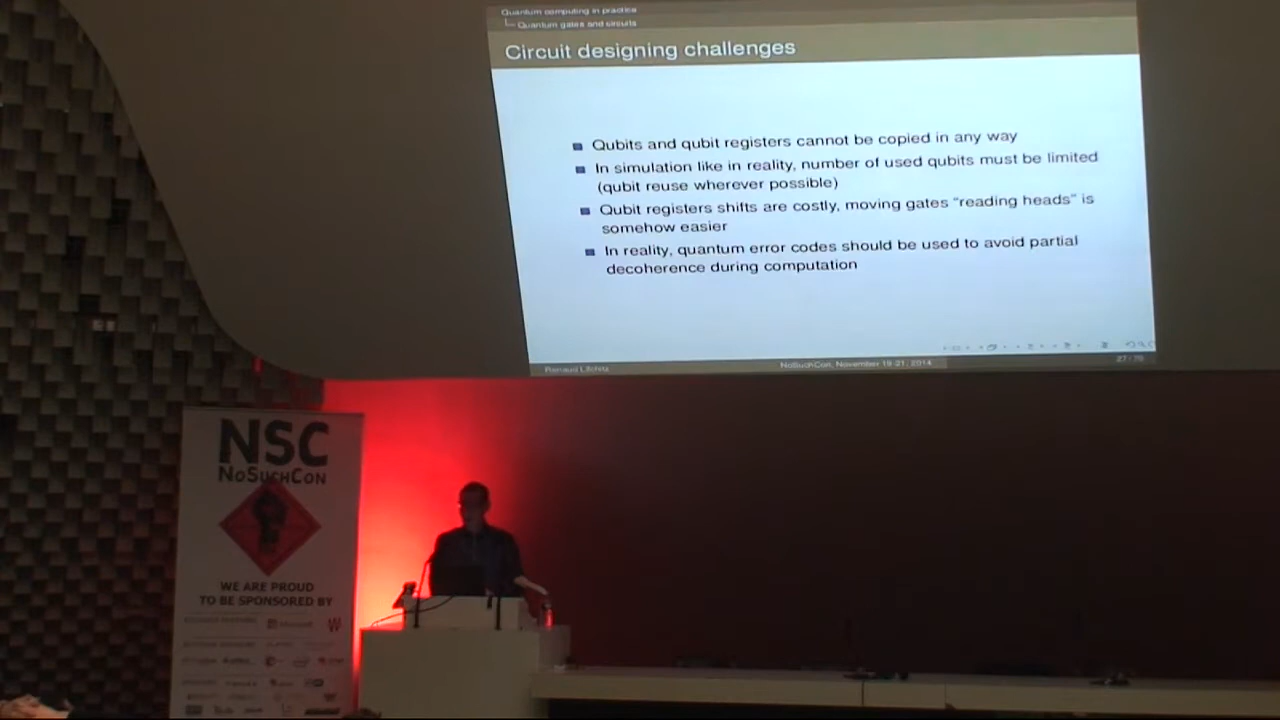 Quantum computing in practice
Quantum gates and circuits
Circuit designing challenges
Qubits and qubit registers cannot be copied in any way
In simulation like in reality, number of used qubits must be limited
(qubit reuse wherever possible)
Qubit registers shifts are costly, moving gates “reading heads” is
somehow easier
In reality, quantum error codes should be used to avoid partial
decoherence during computation
NoSuchCon, November 19-21, 2014
NSC
NoSuchCon
WE ARE PROUD
TO BE SPONSORED BY
Microsoft